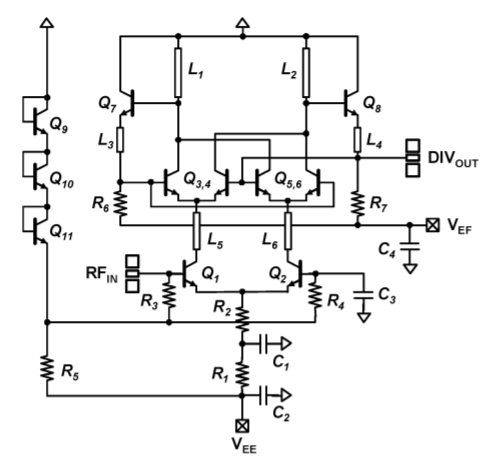 L1
L2
Q7
Q8
Q9
L3
L4
DIVOUT
Q10
Q3,4
Q5,6
R6
R7
Q11
VEF
L5
L6
C4
RFIN
Q1
Q2
R3
R4
C3
R2
C1
R5
R1
C2
VEE